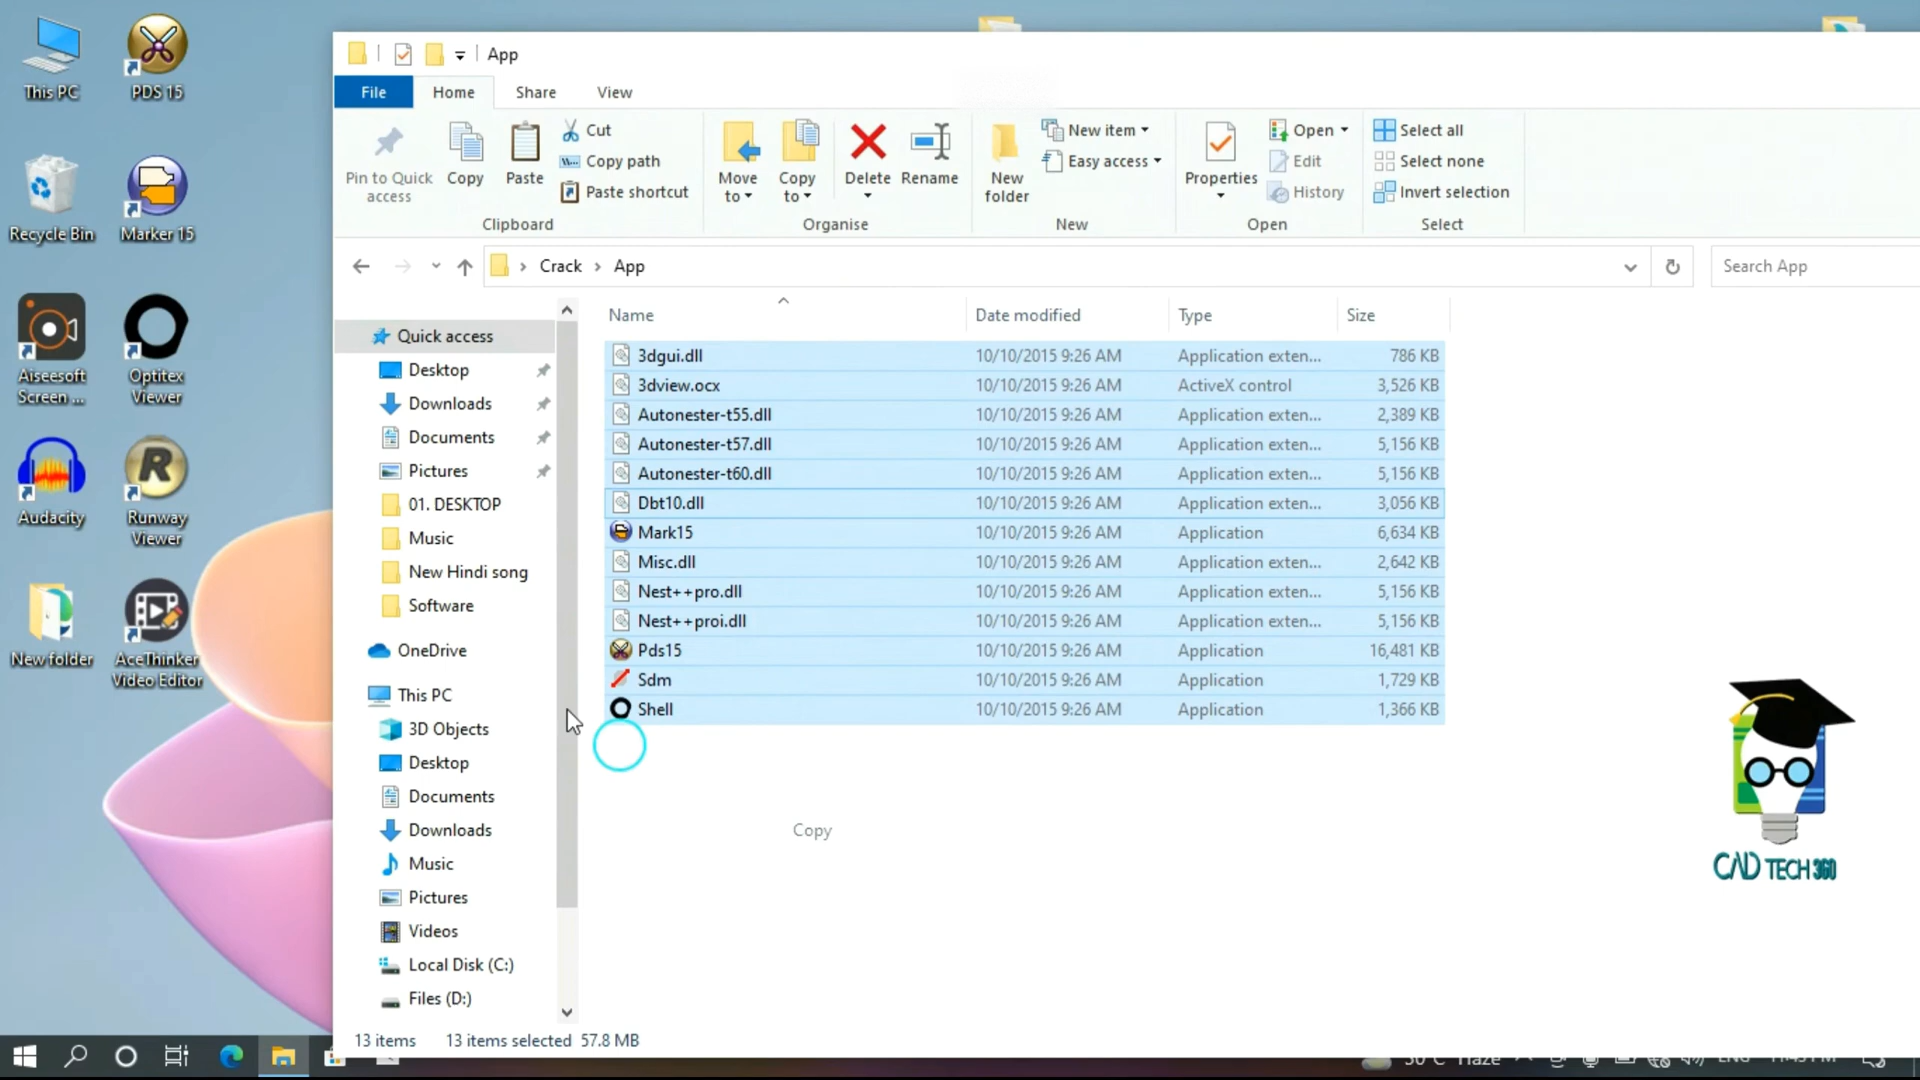 This PC
PDS 15
Recycle Bin
Marker 15
Aiseesoft
Screen ...
Optitex
Viewer
Audacity
Runway
Viewer
New folder
AceThinker
Video Editor
App
File
Home
Share
View
Pin to Quick
access
Copy
Paste
Cut
Copy path
Paste shortcut
Clipboard
Move
to
Copy
to
Delete
Rename
Organise
New
folder
New item
Easy access
New
Properties
Open
Edit
History
Open
Select all
Select none
Invert selection
Select
Crack > App
Search App
Quick access
Desktop
Downloads
Documents
Pictures
01. DESKTOP
Music
New Hindi song
Software
OneDrive
This PC
3D Objects
Desktop
Documents
Downloads
Music
Pictures
Videos
Local Disk (C:)
Files (D:)
Name Date modified Type Size
3dgui.dll 10/10/2015 9:26 AM Application exten... 786 KB
3dview.ocx 10/10/2015 9:26 AM ActiveX control 3,526 KB
Autonester-t55.dll 10/10/2015 9:26 AM Application exten... 2,389 KB
Autonester-t57.dll 10/10/2015 9:26 AM Application exten... 5,156 KB
Autonester-t60.dll 10/10/2015 9:26 AM Application exten... 5,156 KB
Dbt10.dll 10/10/2015 9:26 AM Application exten... 3,056 KB
Mark15 10/10/2015 9:26 AM Application 6,634 KB
Misc.dll 10/10/2015 9:26 AM Application exten... 2,642 KB
Nest++pro.dll 10/10/2015 9:26 AM Application exten... 5,156 KB
Nest++proi.dll 10/10/2015 9:26 AM Application exten... 5,156 KB
Pds15 10/10/2015 9:26 AM Application 16,481 KB
Sdm 10/10/2015 9:26 AM Application 1,729 KB
Shell 10/10/2015 9:26 AM Application 1,366 KB
Copy
CAD TECH 360
13 items 13 items selected 57.8 MB
Haze